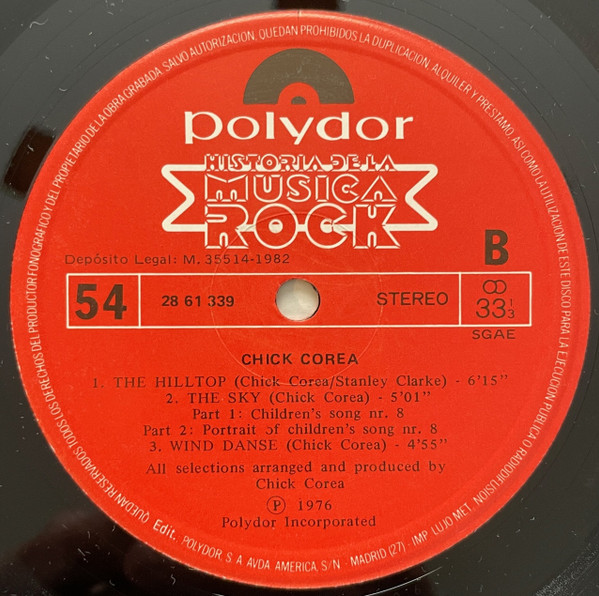 QUEDAN RESERVADOS TODOS LOS DERECHOS DEL PRODUCTOR FONOGRAFICO Y DEL PROPIETARIO DE LA OBRA GRABADA. SALVO AUTORIZACION, QUEDAN PROHIBIDOS LA DUPLICACION, ALQUILER Y PRESTAMO, ASI COMO LA UTILIZACION DE ESTE DISCO PARA LA EJECUCION PUBLICA O RADIODIFUSION
polydor
HISTORIA DE LA
MUSICA
ROCK
Depósito Legal: M. 35514-1982
B
54
28 61 339
STEREO
33 1/3
SGAE
CHICK COREA
1. THE HILLTOP (Chick Corea/Stanley Clarke) - 6'15"
2. THE SKY (Chick Corea) - 5'01"
Part 1: Children's song nr. 8
Part 2: Portrait of children's song nr. 8
3. WIND DANSE (Chick Corea) - 4'55"
All selections arranged and produced by
Chick Corea
Ⓟ 1976
Polydor Incorporated
Edit. POLYDOR, S. A. AVDA. AMERICA, S/N - MADRID (27) - IMP. LUJO MET.